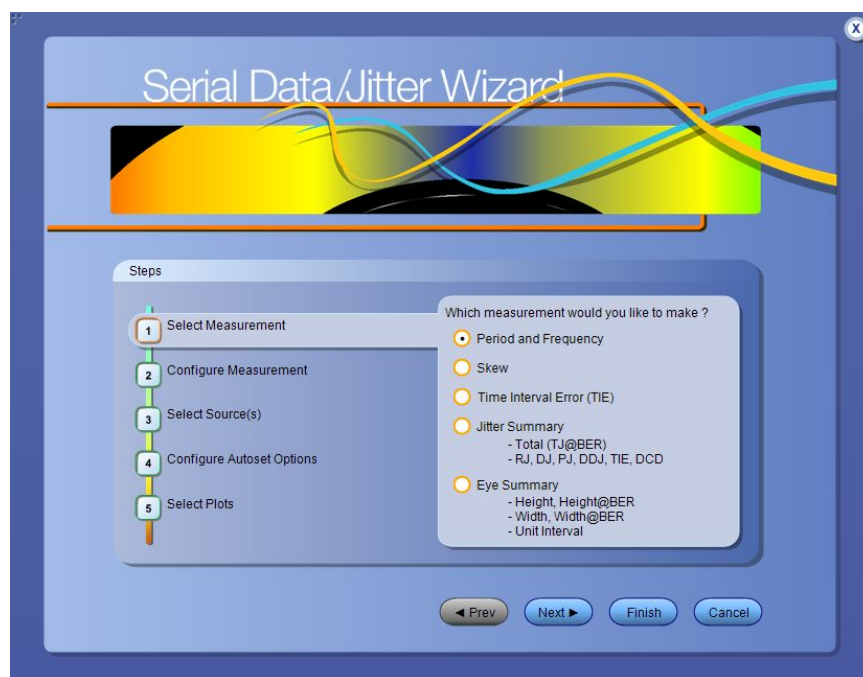 X
Serial Data/Jitter Wizard
Steps
1 Select Measurement
2 Configure Measurement
3 Select Source(s)
4 Configure Autoset Options
5 Select Plots
Which measurement would you like to make ?
Period and Frequency
Skew
Time Interval Error (TIE)
Jitter Summary
- Total (TJ@BER)
- RJ, DJ, PJ, DDJ, TIE, DCD
Eye Summary
- Height, Height@BER
- Width, Width@BER
- Unit Interval
◄ Prev Next ► Finish Cancel